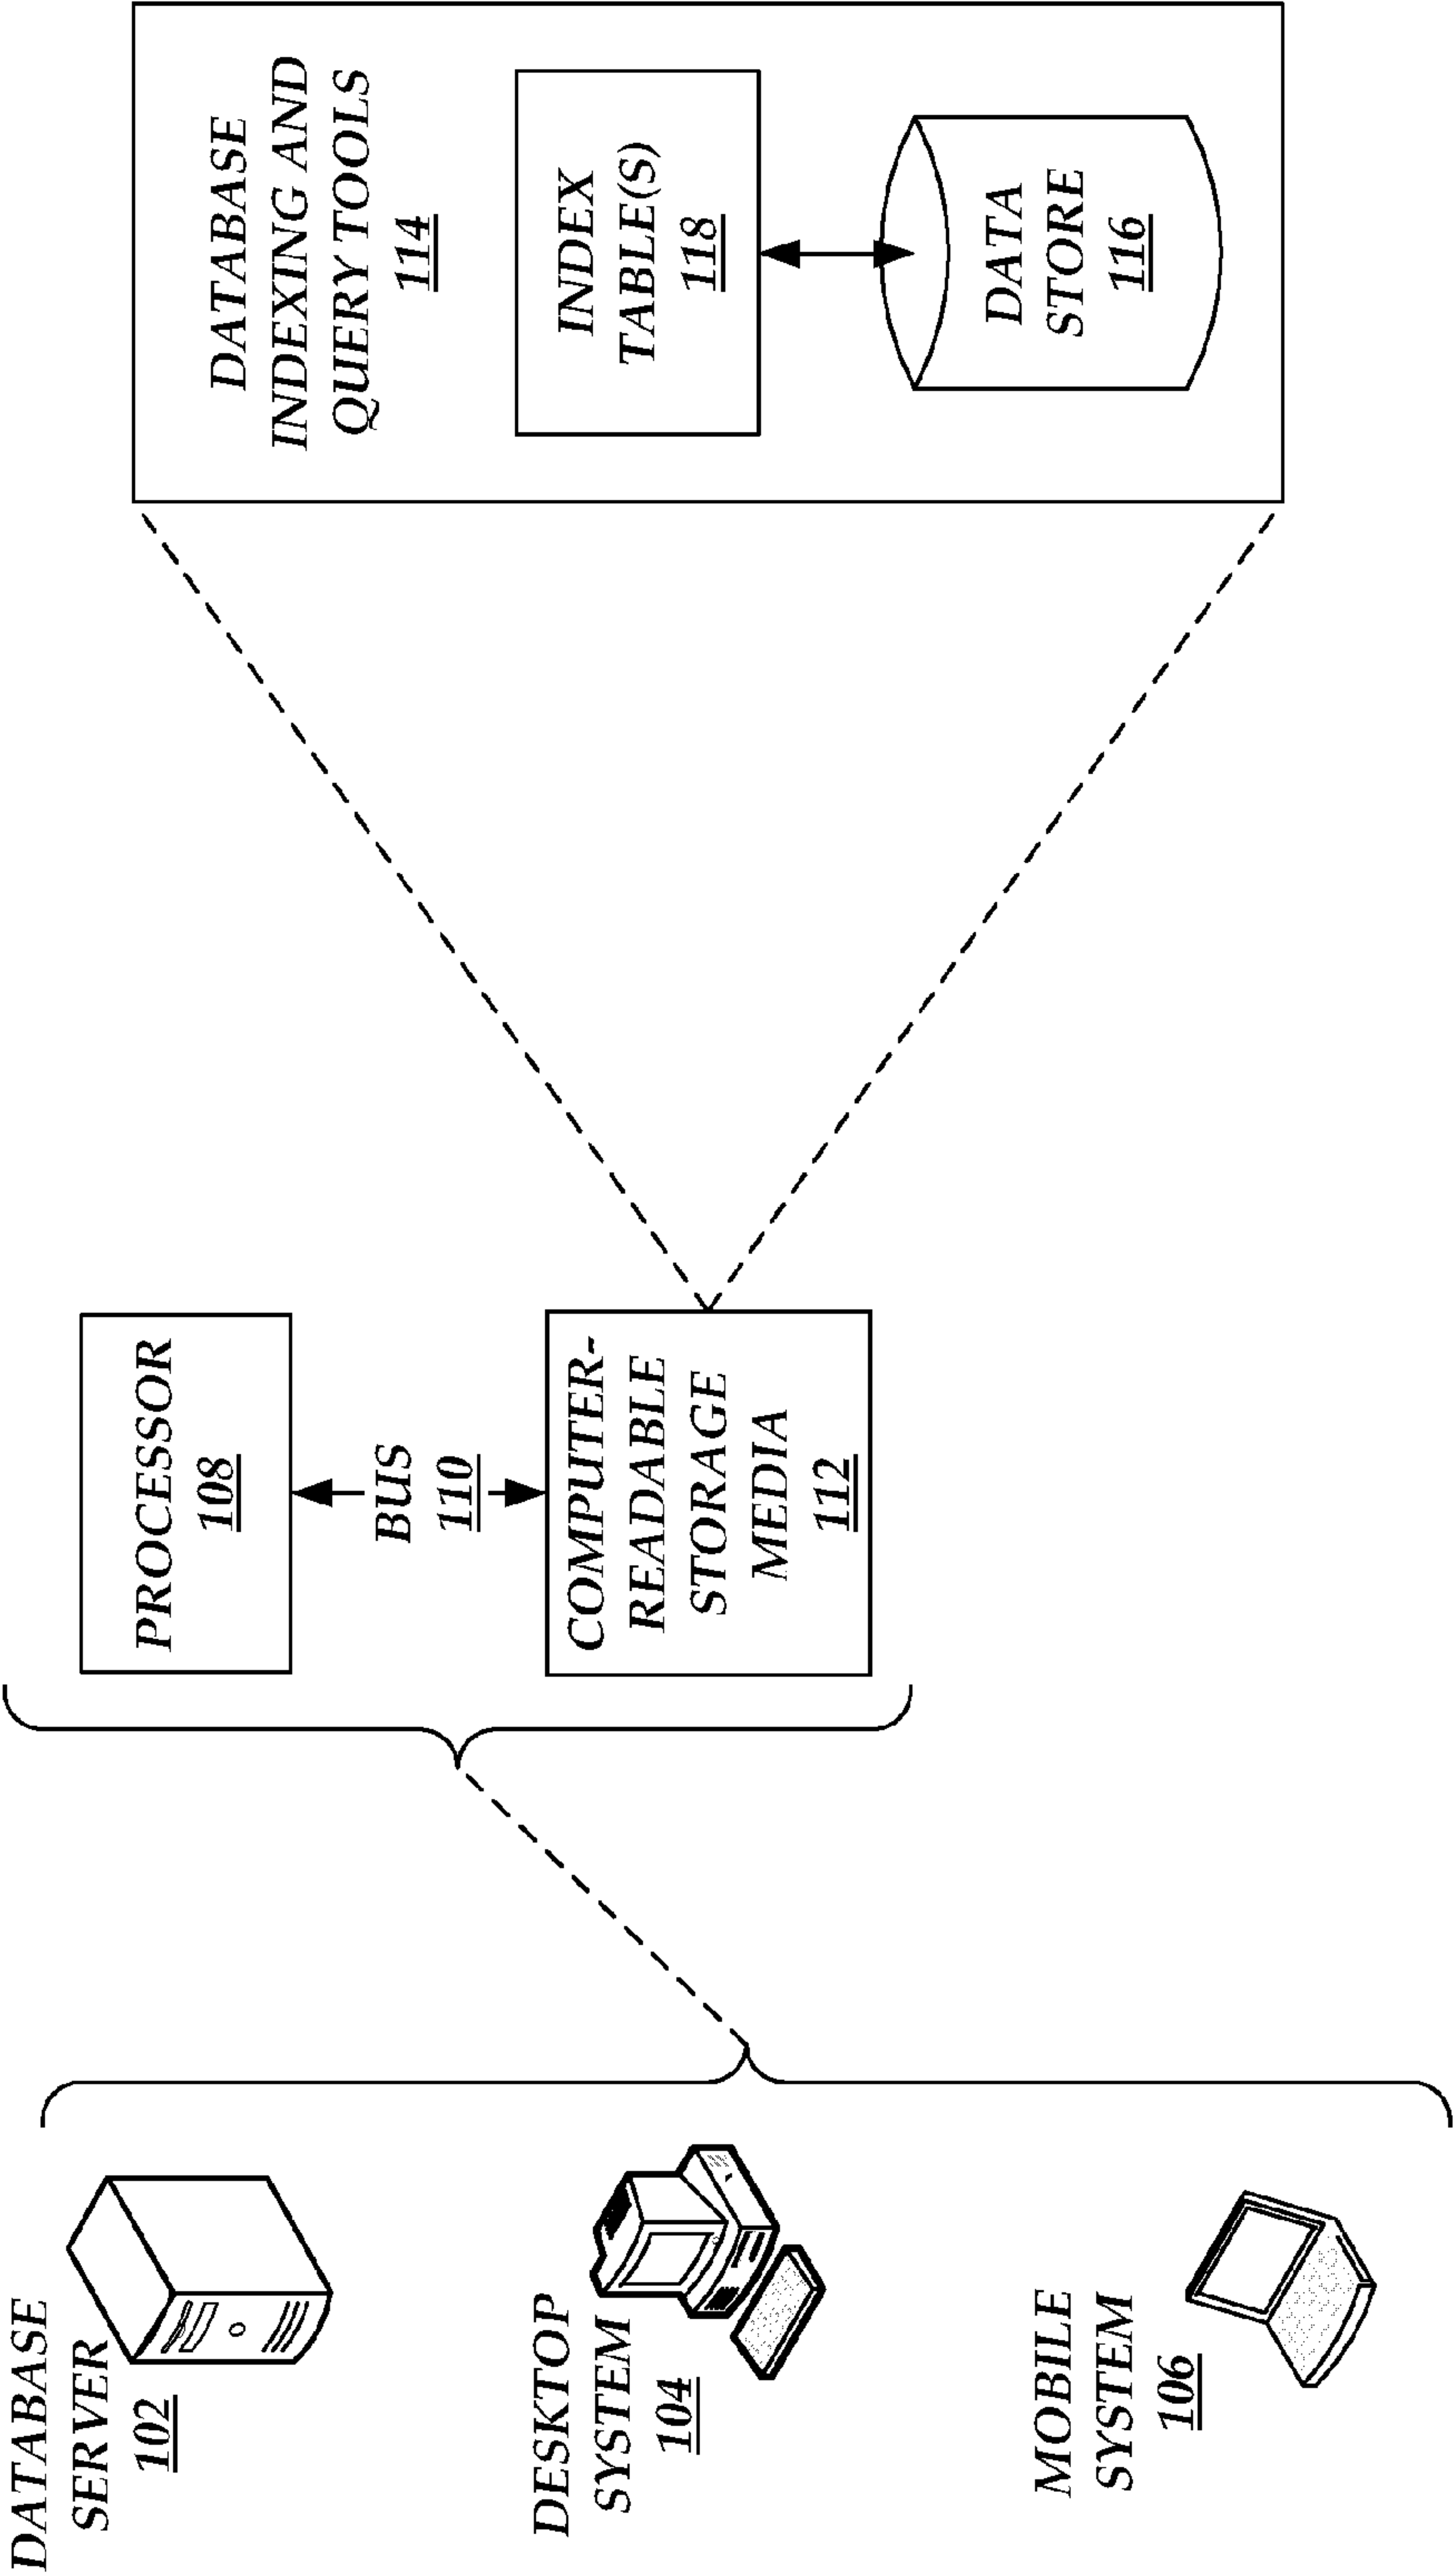 DATABASE
SERVER
102
DESKTOP
SYSTEM
104
MOBILE
SYSTEM
106
PROCESSOR
108
BUS
110
COMPUTER-
READABLE
STORAGE
MEDIA
112
DATABASE
INDEXING AND
QUERY TOOLS
114
INDEX
TABLE(S)
118
DATA
STORE
116